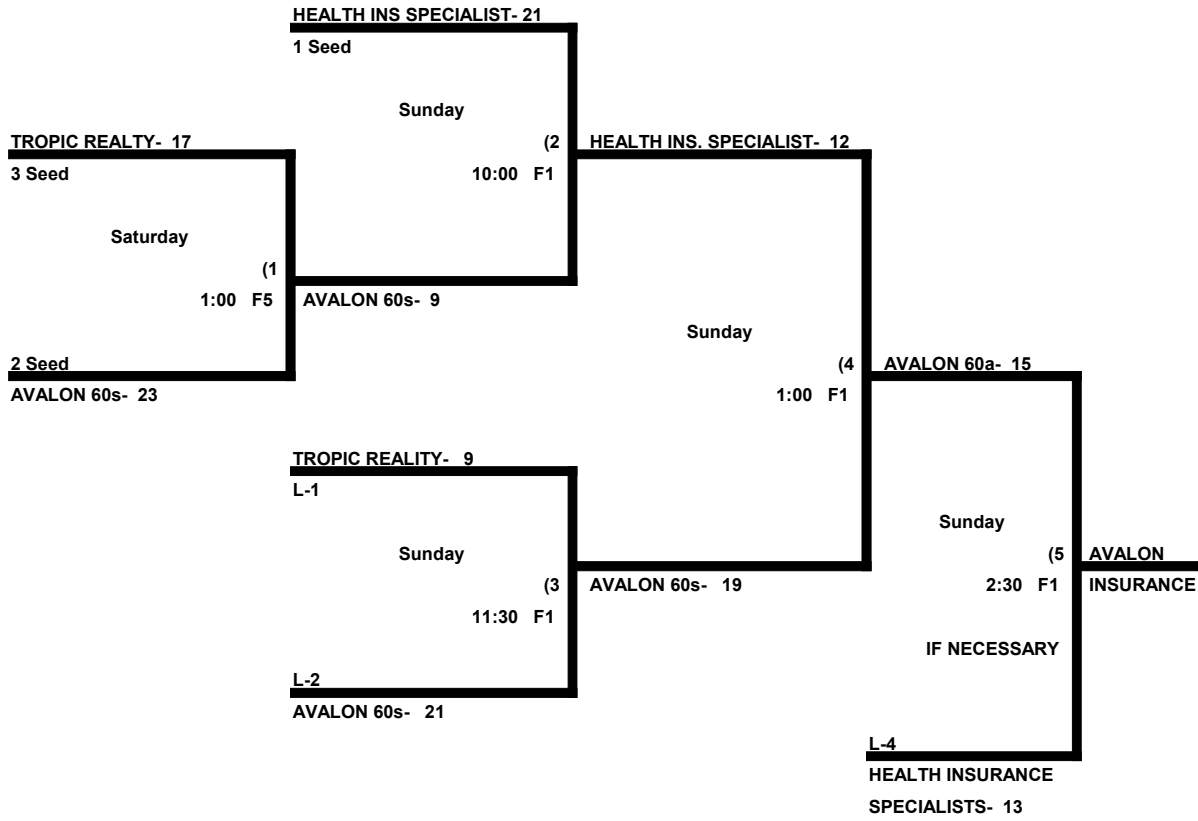 HEALTH INS SPECIALIST- 21
1 Seed
Sunday
TROPIC REALTY-  17
(2
HEALTH INS. SPECIALIST-  12
3 Seed
10:00   F1
Saturday
(1
1:00   F5
AVALON 60s-  9
Sunday
2 Seed
(4
AVALON 60a-  15
AVALON 60s-  23
1:00   F1
TROPIC REALITY-   9
L-1
Sunday
Sunday
(5
AVALON
(3
AVALON 60s-   19
2:30   F1
INSURANCE
11:30   F1
IF NECESSARY
L-2
AVALON 60s-   21
L-4
HEALTH INSURANCE
SPECIALISTS-  13